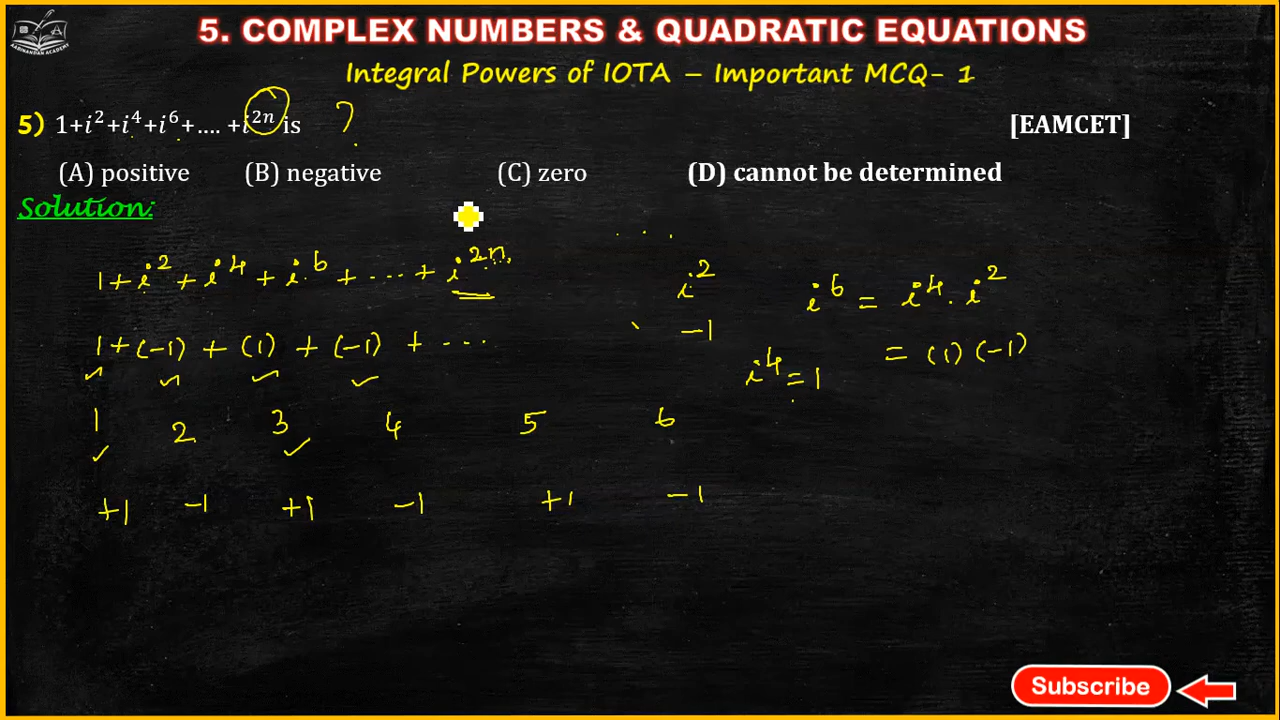 5. COMPLEX NUMBERS & QUADRATIC EQUATIONS
Integral Powers of IOTA – Important MCQ- 1
5) 1+i²+i⁴+i⁶+.... +i²ⁿ is ?
[EAMCET]
(A) positive (B) negative (C) zero (D) cannot be determined
Solution:
1 + i² + i⁴ + i⁶ + ... + i²ⁿ
1 + (-1) + (1) + (-1) + ...
1 2 3 4 5 6
+1 -1 +1 -1 +1 -1
i²
-1
i⁴ = 1
i⁶ = i⁴ . i²
= (1) (-1)
Subscribe